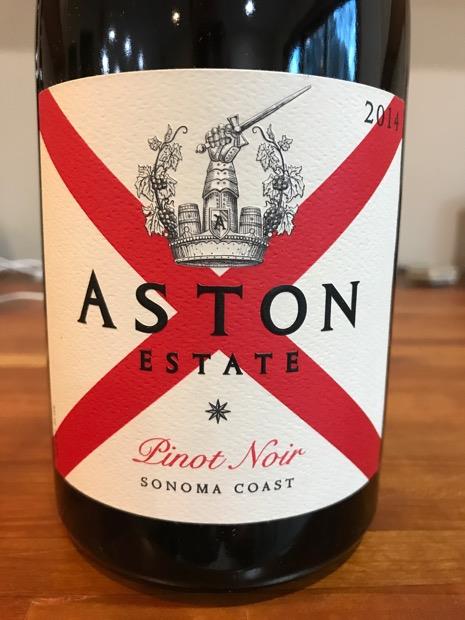 2014
A
ASTON
ESTATE
Pinot Noir
SONOMA COAST